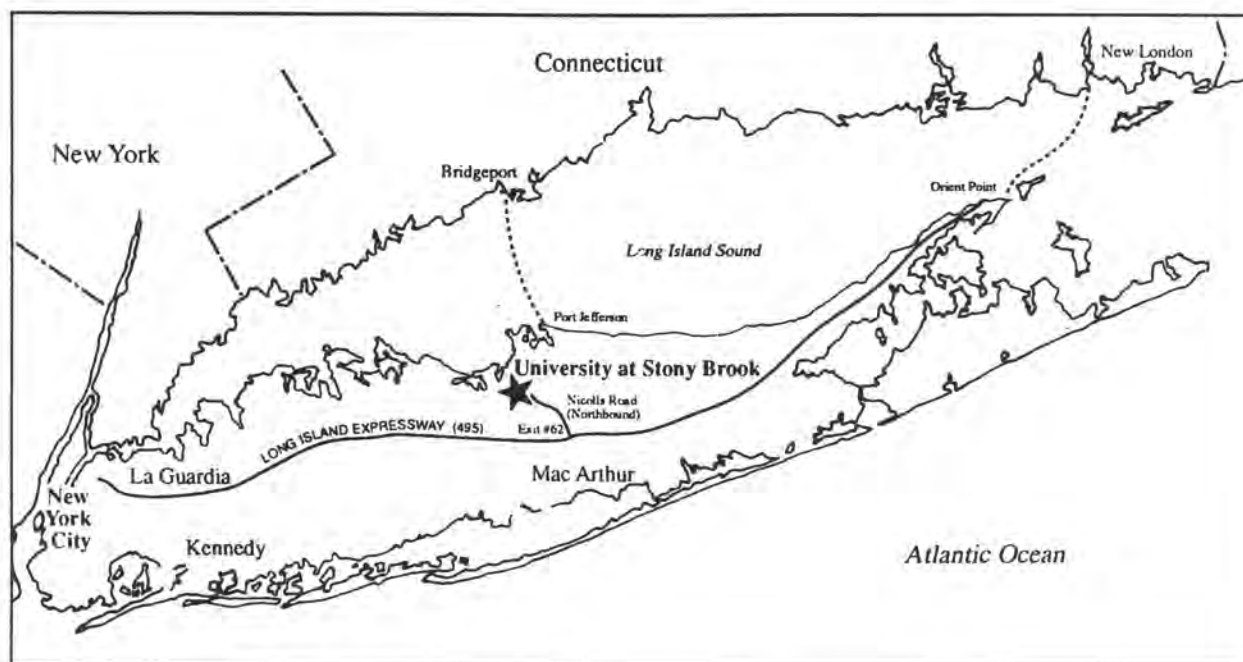 New London
Connecticut
New York
Bridgeport
Orient Point
Long Island Sound
Port Jefferson
University at Stony Brook
Nicolls Road
(Northbound)
Exit #62
LONG ISLAND EXPRESSWAY (495)
La Guardia
Mac Arthur
New
York
City
Kennedy
Atlantic Ocean